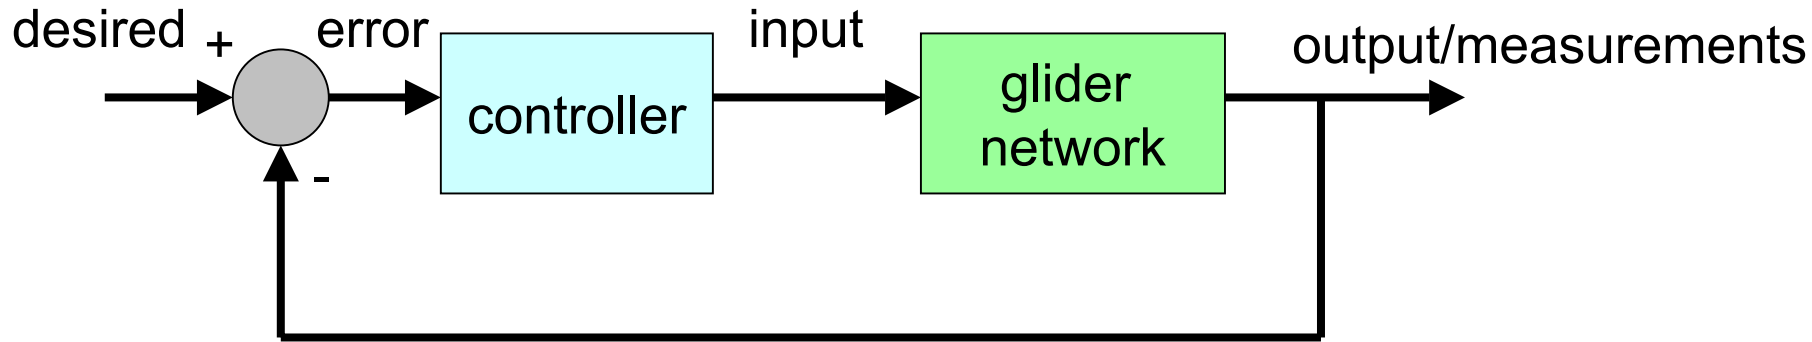 desired
+
error
controller
input
glider
network
output/measurements
-